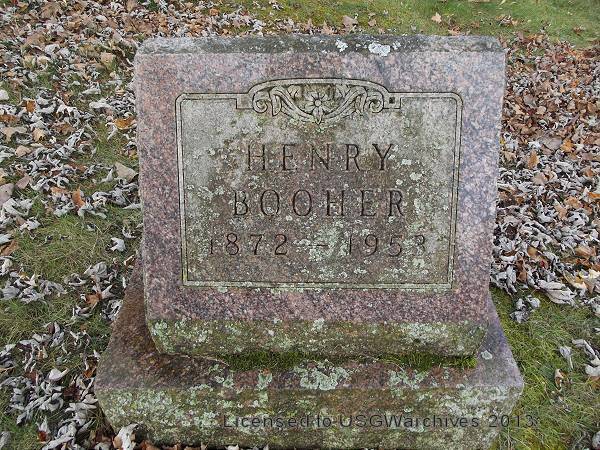 HENRY
BOOHER
1872 - 1953
Licensed to USGWarchives 2013